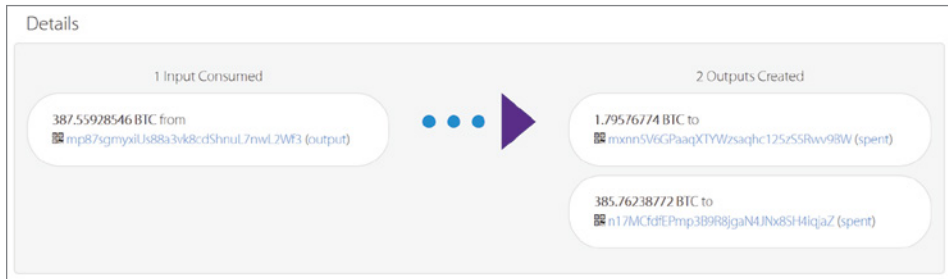 Details
1 Input Consumed
387.55928546 BTC from
mp87sgmyxiUs88a3vk8cdShnuL7nwL2Wf3 (output)
2 Outputs Created
1.79576774 BTC to
mxnn5V6GPaaqXTYWzsaqhc125zS5Rwv98W (spent)
385.76238772 BTC to
n17MCfdfEPmp3B9R8jgaN4JNx8SH4iqjaZ (spent)